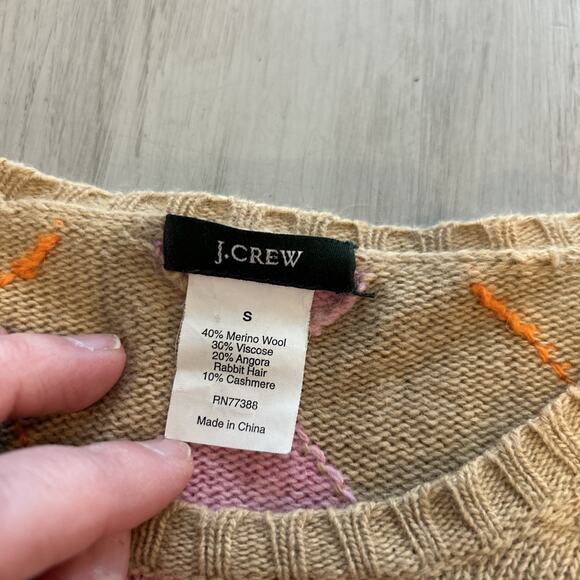 J.CREW
S
40% Merino Wool
30% Viscose
20% Angora
Rabbit Hair
10% Cashmere
RN77388
Made in China